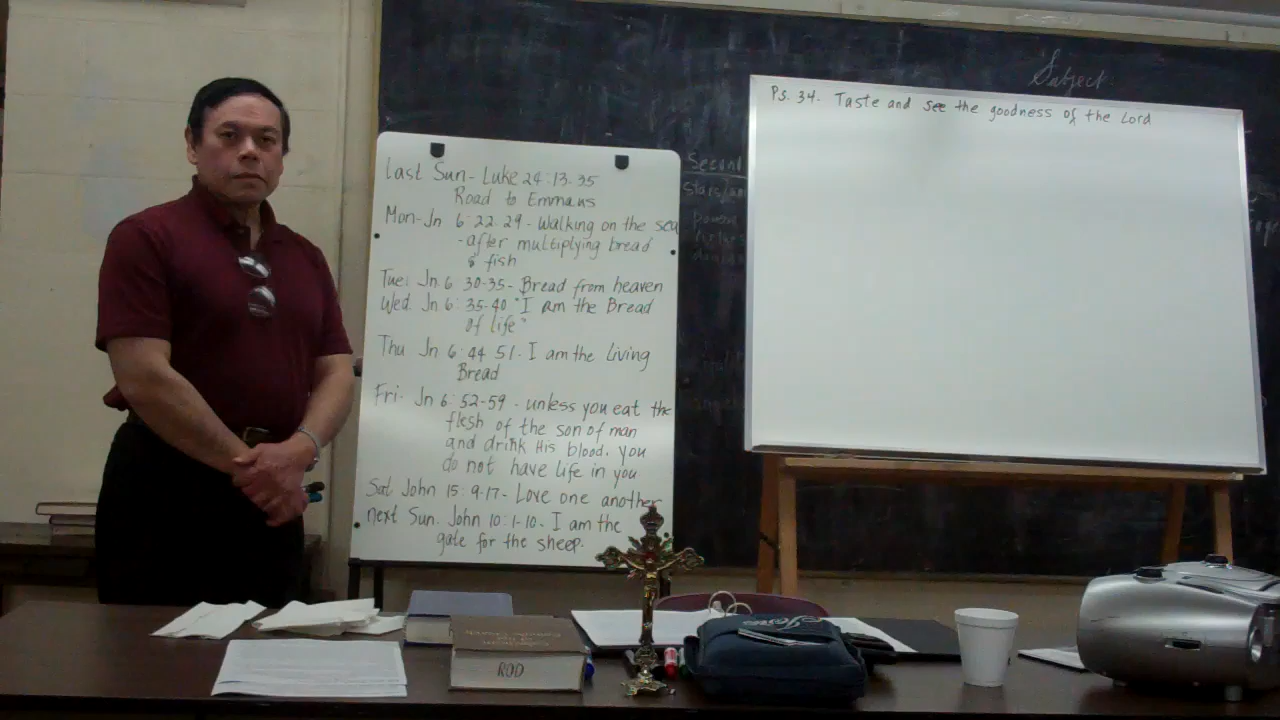 Last Sun- Luke 24:13-35
Road to Emmaus
Mon-Jn 6:22-29 - Walking on the sea
- after multiplying bread
& fish
Tue: Jn 6 30-35- Bread from heaven
Wed. Jn 6:35-40 "I am the Bread
of life"
Thu Jn 6:44 51- I am the Living
Bread
Fri- Jn 6:52-59 - unless you eat the
flesh of the son of man
and drink His blood, you
do not have life in you
Sat John 15:9-17- Love one another
next Sun. John 10:1-10- I am the
gate for the sheep.
Subject
Ps. 34. Taste and see the goodness of the Lord
Second
stars/an
ROD
Jesus